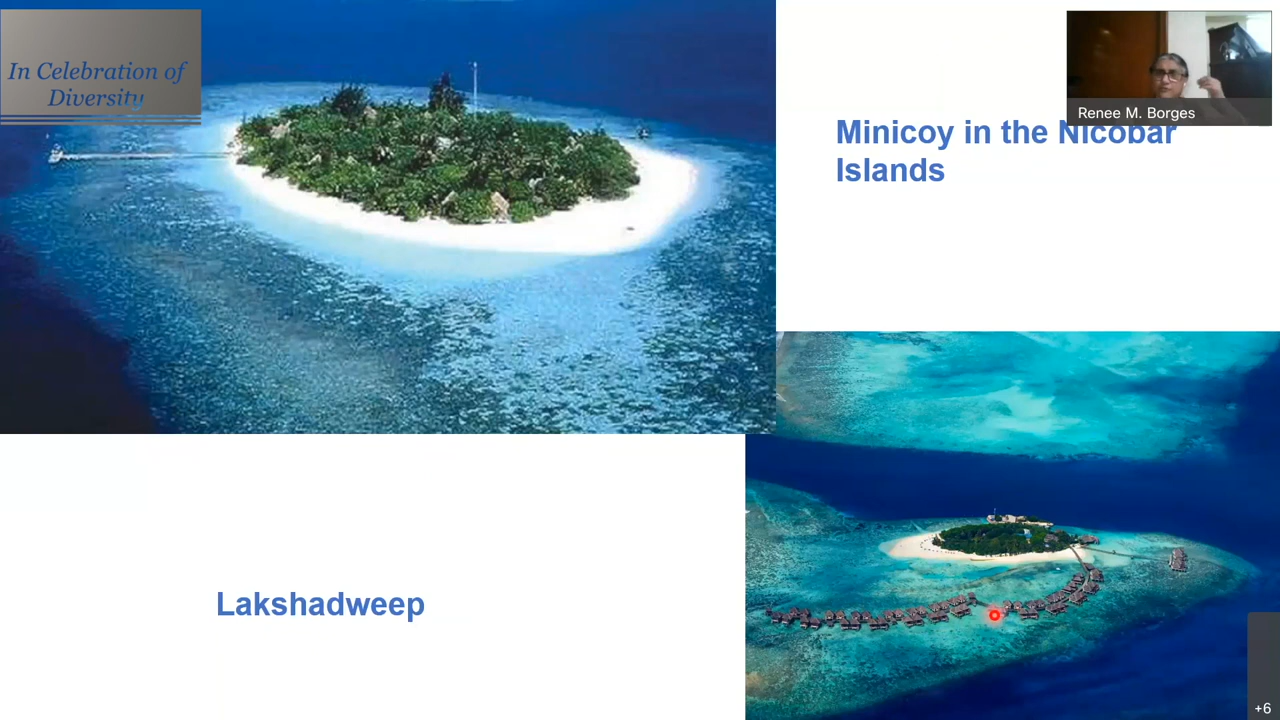 In Celebration of
Diversity
Renee M. Borges
Minicoy in the Nicobar
Islands
Lakshadweep
+6